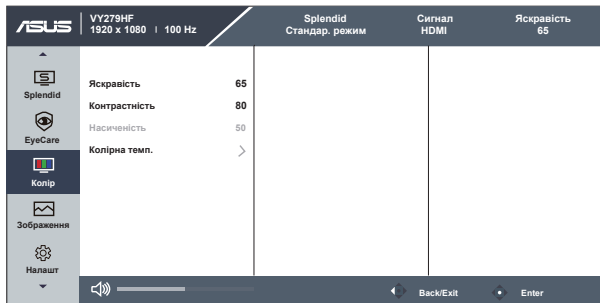 ASUS
VY279HF
1920 x 1080 | 100 Hz
Splendid
Стандар. режим
Сигнал
HDMI
Яскравість
65
Splendid
EyeCare
Колір
Зображення
Налашт
Яскравість 65
Контрастність 80
Насиченість 50
Колірна темп.
Back/Exit
Enter